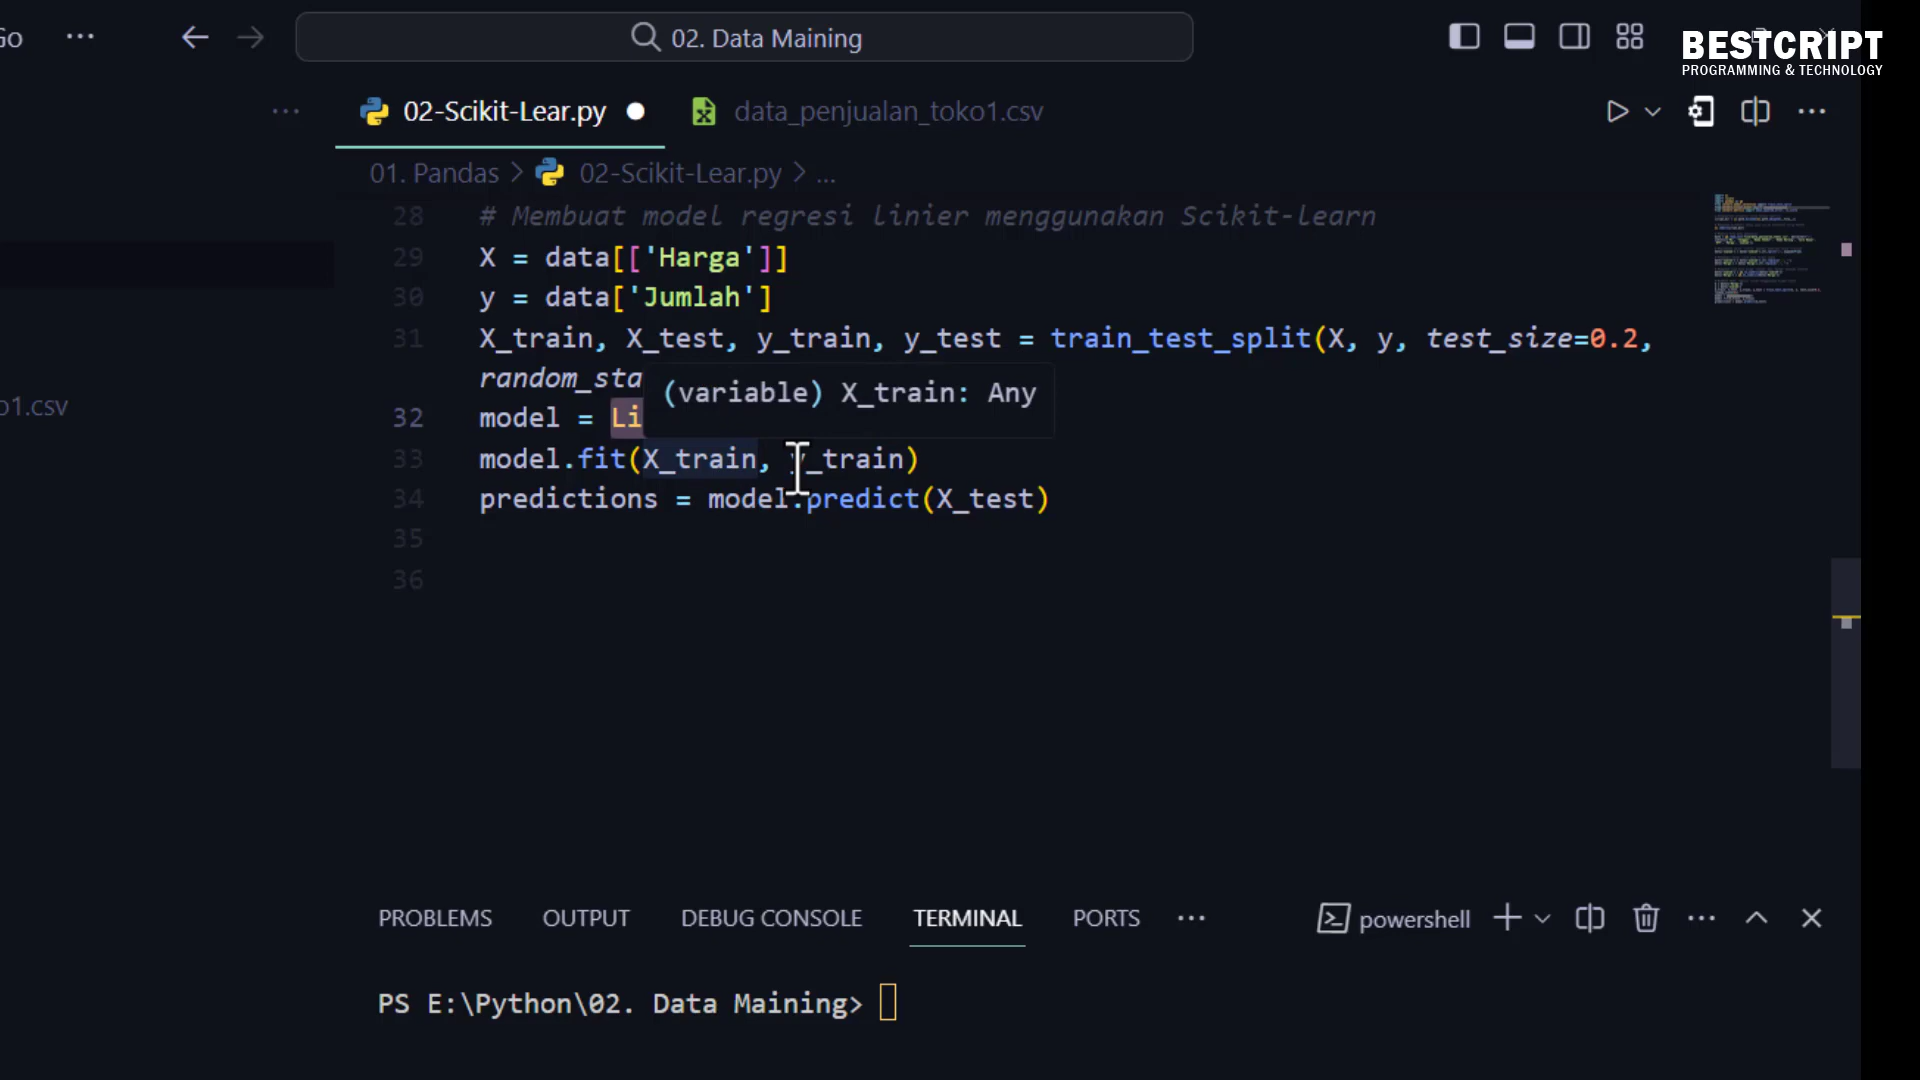 Go ... 02. Data Maining
BESTCRIPT
PROGRAMMING & TECHNOLOGY
... 02-Scikit-Lear.py data_penjualan_toko1.csv ...
01. Pandas > 02-Scikit-Lear.py > ...
28 # Membuat model regresi linier menggunakan Scikit-learn
29 X = data[['Harga']]
30 y = data['Jumlah']
31 X_train, X_test, y_train, y_test = train_test_split(X, y, test_size=0.2,
random_sta
(variable) X_train: Any
o1.csv
32 model = Li
33 model.fit(X_train, y_train)
34 predictions = model.predict(X_test)
35
36
PROBLEMS OUTPUT DEBUG CONSOLE TERMINAL PORTS ... powershell ...
PS E:\Python\02. Data Maining>